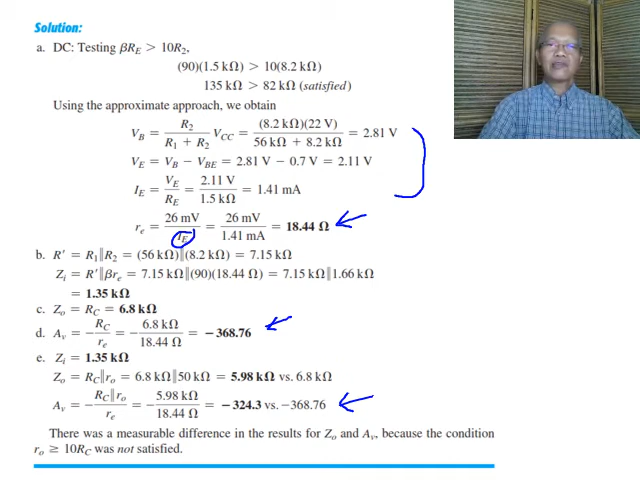 Solution:
a. DC: Testing βR_E > 10R_2,
(90)(1.5 kΩ) > 10(8.2 kΩ)
135 kΩ > 82 kΩ (satisfied)
Using the approximate approach, we obtain
V_B = R_2 / (R_1 + R_2) V_CC = (8.2 kΩ)(22 V) / (56 kΩ + 8.2 kΩ) = 2.81 V
V_E = V_B − V_BE = 2.81 V − 0.7 V = 2.11 V
I_E = V_E / R_E = 2.11 V / 1.5 kΩ = 1.41 mA
r_e = 26 mV / I_E = 26 mV / 1.41 mA = 18.44 Ω
b. R′ = R_1∥R_2 = (56 kΩ)∥(8.2 kΩ) = 7.15 kΩ
Z_i = R′∥βr_e = 7.15 kΩ∥(90)(18.44 Ω) = 7.15 kΩ∥1.66 kΩ
= 1.35 kΩ
c. Z_o = R_C = 6.8 kΩ
d. A_v = −R_C / r_e = −6.8 kΩ / 18.44 Ω = −368.76
e. Z_i = 1.35 kΩ
Z_o = R_C∥r_o = 6.8 kΩ∥50 kΩ = 5.98 kΩ vs. 6.8 kΩ
A_v = −R_C∥r_o / r_e = −5.98 kΩ / 18.44 Ω = −324.3 vs. −368.76
There was a measurable difference in the results for Z_o and A_v, because the condition
r_o ≥ 10R_C was not satisfied.